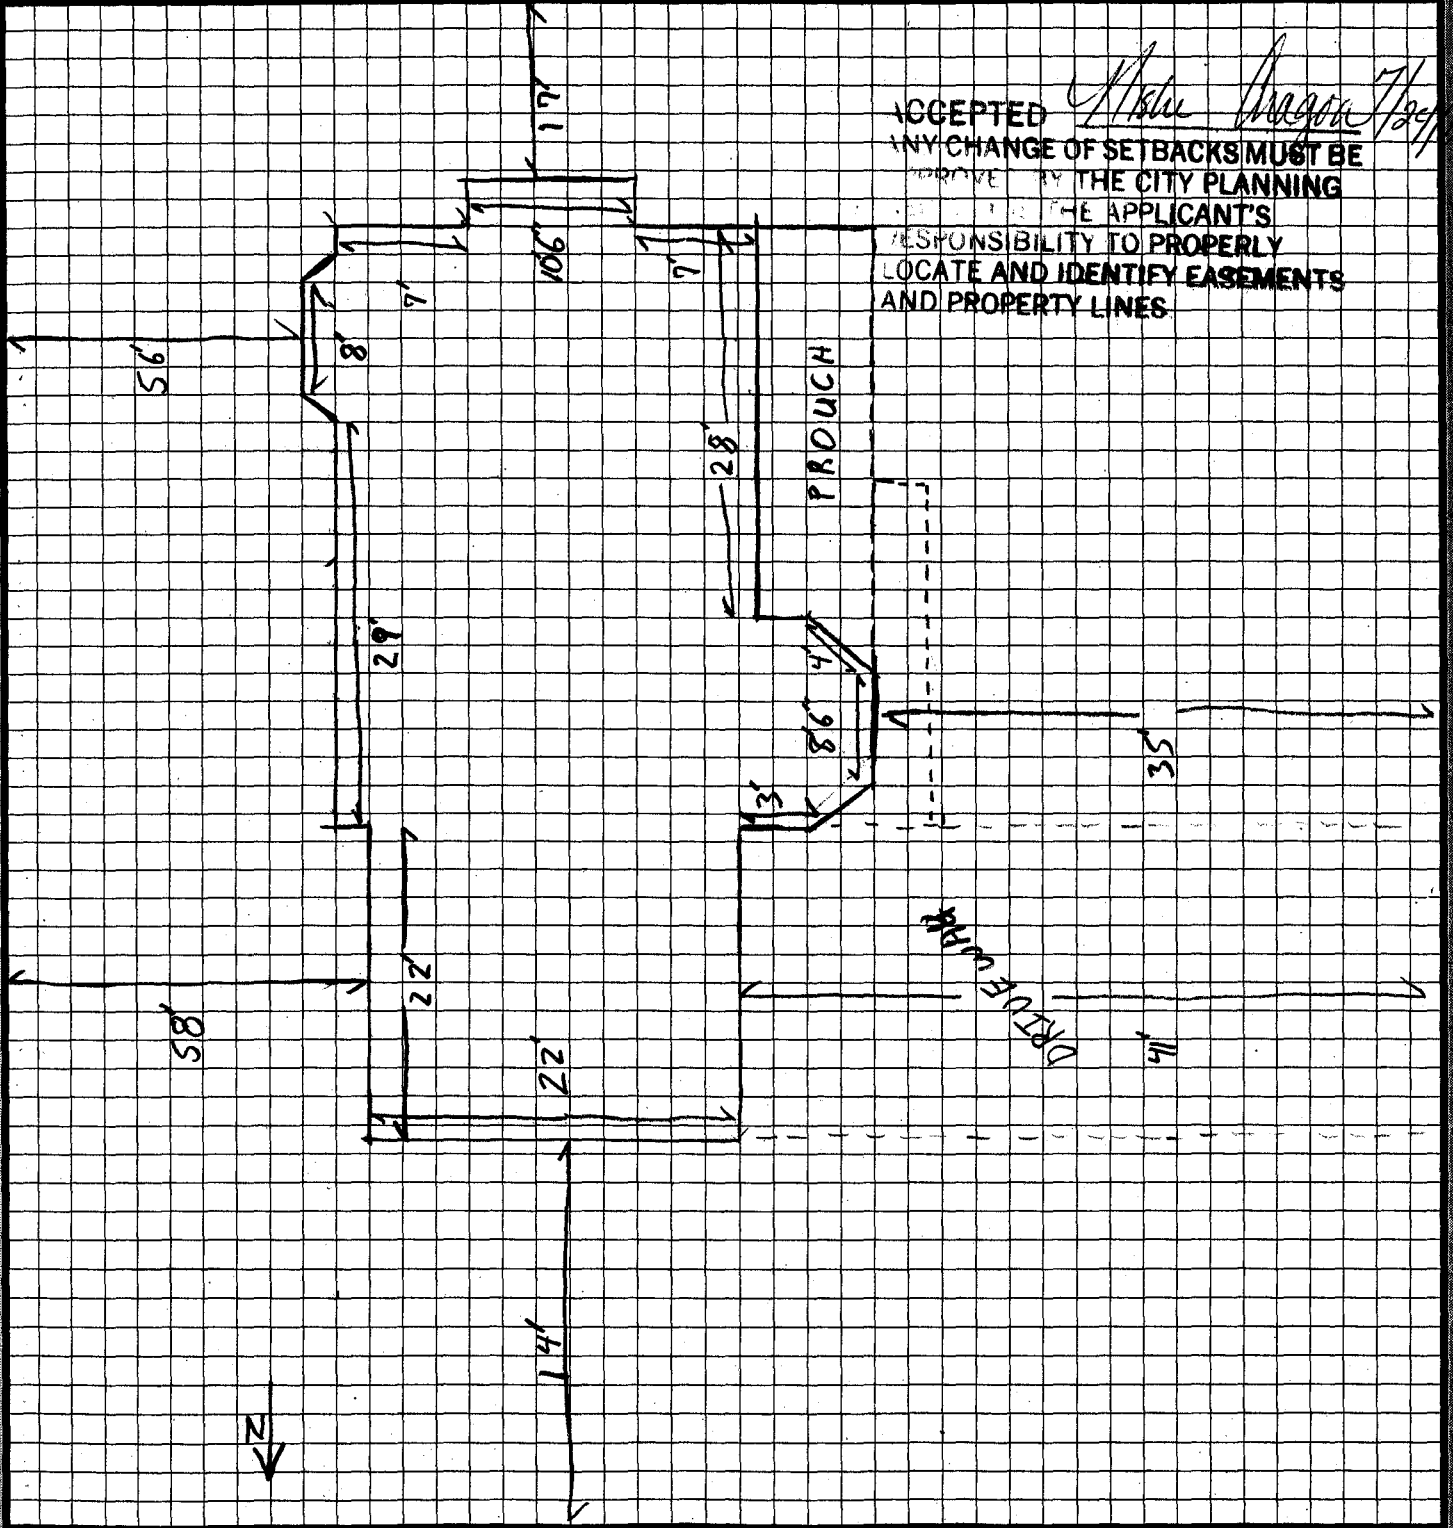 ACCEPTED
ANY CHANGE OF SETBACKS MUST BE
APPROVED BY THE CITY PLANNING
THE APPLICANT'S
RESPONSIBILITY TO PROPERLY
LOCATE AND IDENTIFY EASEMENTS
AND PROPERTY LINES
17'
10'6"
7'
7'
8'
56'
28'
PROUCH
29'
4'
8'6"
3'
35'
DRIVEWAY
22'
58'
22'
41'
14'
N